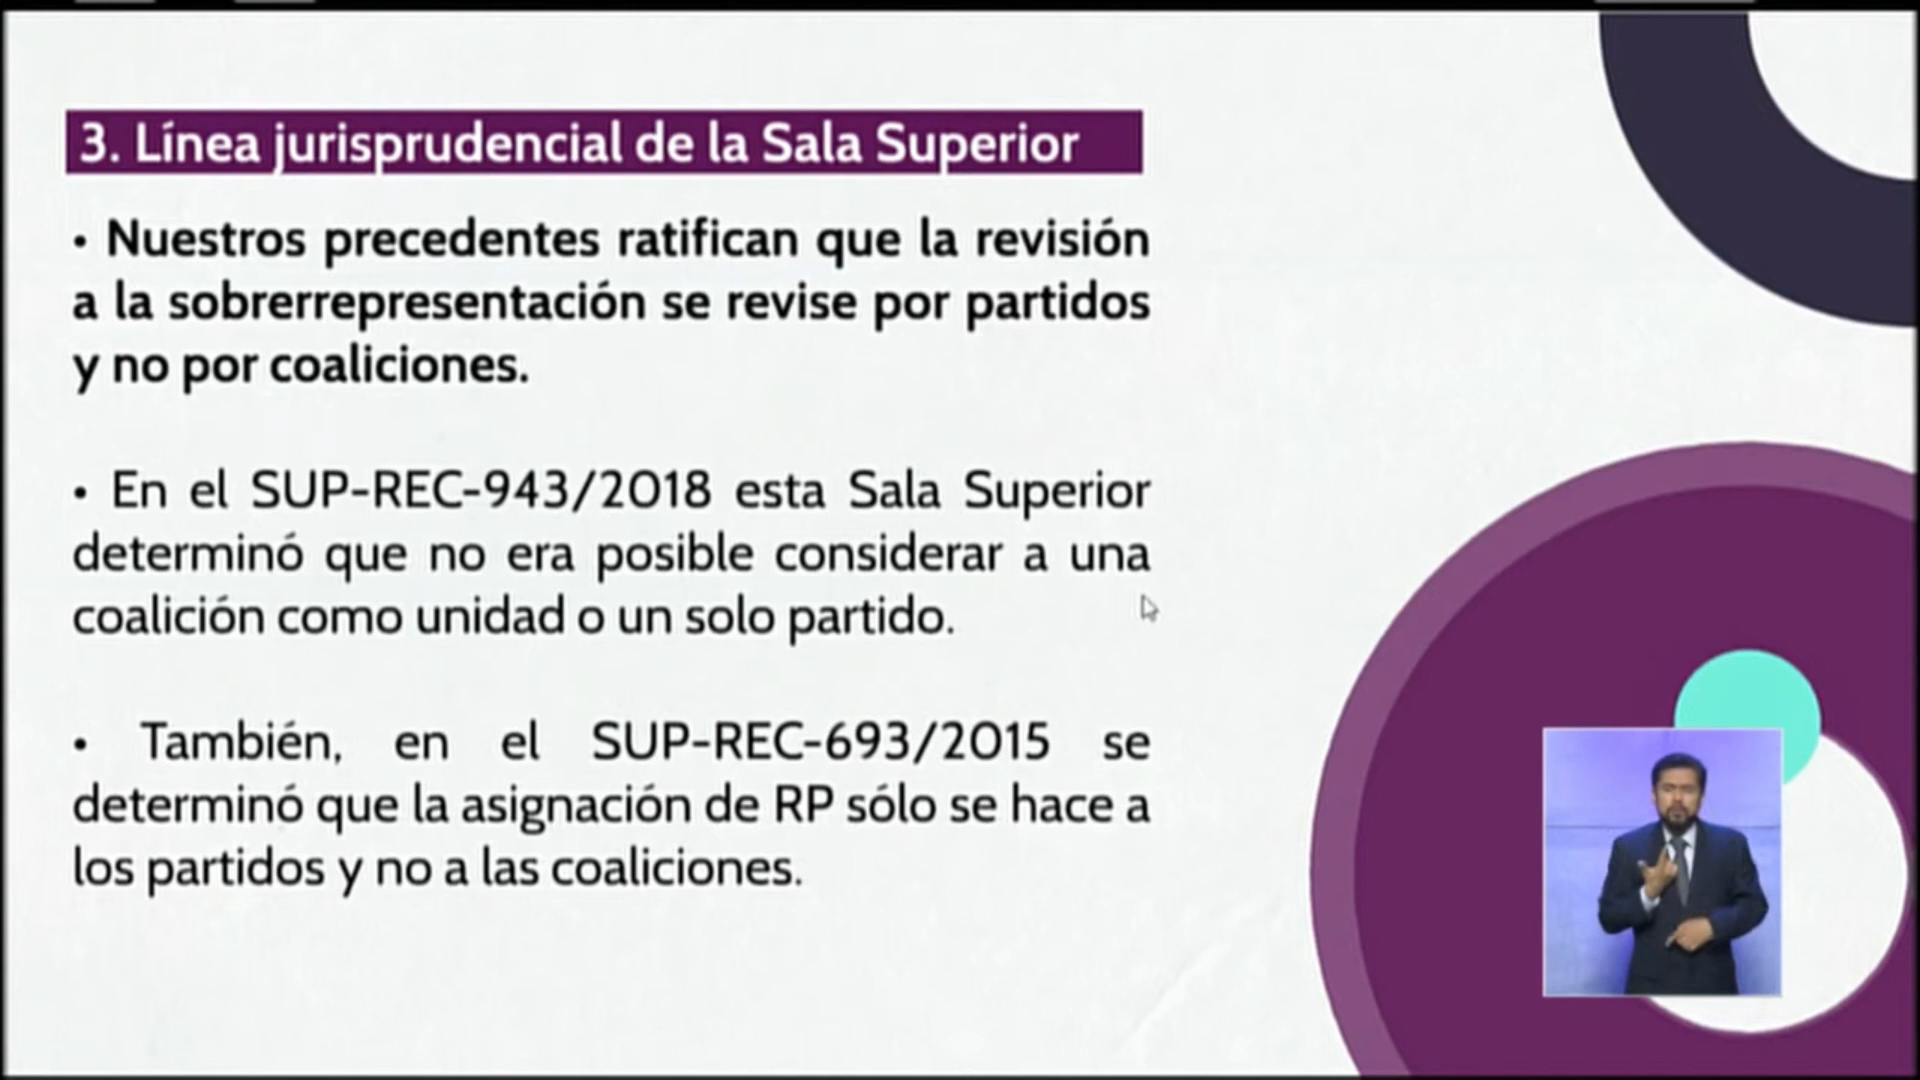 3. Línea jurisprudencial de la Sala Superior
• Nuestros precedentes ratifican que la revisión
a la sobrerrepresentación se revise por partidos
y no por coaliciones.
• En el SUP-REC-943/2018 esta Sala Superior
determinó que no era posible considerar a una
coalición como unidad o un solo partido.
• También, en el SUP-REC-693/2015 se
determinó que la asignación de RP sólo se hace a
los partidos y no a las coaliciones.